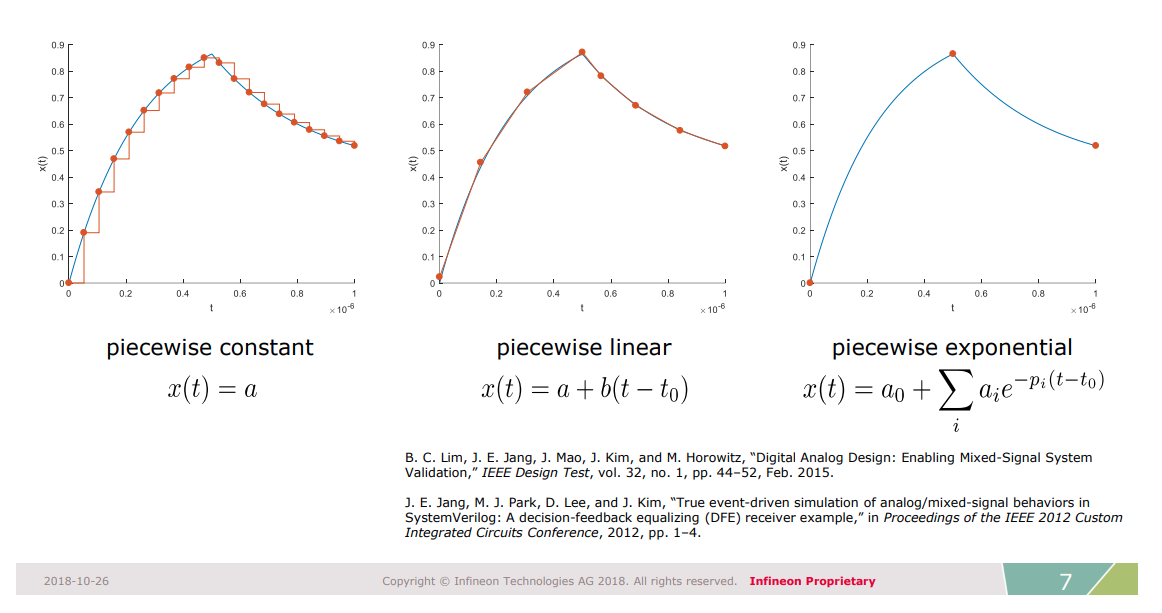 0.9
0.8
0.7
0.6
0.5
0.4
0.3
0.2
0.1
0
x(t)
0 0.2 0.4 0.6 0.8 1
t ×10⁻⁶
0.9
0.8
0.7
0.6
0.5
0.4
0.3
0.2
0.1
0
x(t)
0 0.2 0.4 0.6 0.8 1
t ×10⁻⁶
0.9
0.8
0.7
0.6
0.5
0.4
0.3
0.2
0.1
0
x(t)
0 0.2 0.4 0.6 0.8 1
t ×10⁻⁶
piecewise constant
x(t) = a
piecewise linear
x(t) = a + b(t − t₀)
piecewise exponential
x(t) = a₀ + ∑ᵢ aᵢe^{−pᵢ(t−t₀)}
B. C. Lim, J. E. Jang, J. Mao, J. Kim, and M. Horowitz, “Digital Analog Design: Enabling Mixed-Signal System
Validation,” IEEE Design Test, vol. 32, no. 1, pp. 44–52, Feb. 2015.
J. E. Jang, M. J. Park, D. Lee, and J. Kim, “True event-driven simulation of analog/mixed-signal behaviors in
SystemVerilog: A decision-feedback equalizing (DFE) receiver example,” in Proceedings of the IEEE 2012 Custom
Integrated Circuits Conference, 2012, pp. 1–4.
2018-10-26 Copyright © Infineon Technologies AG 2018. All rights reserved. Infineon Proprietary 7